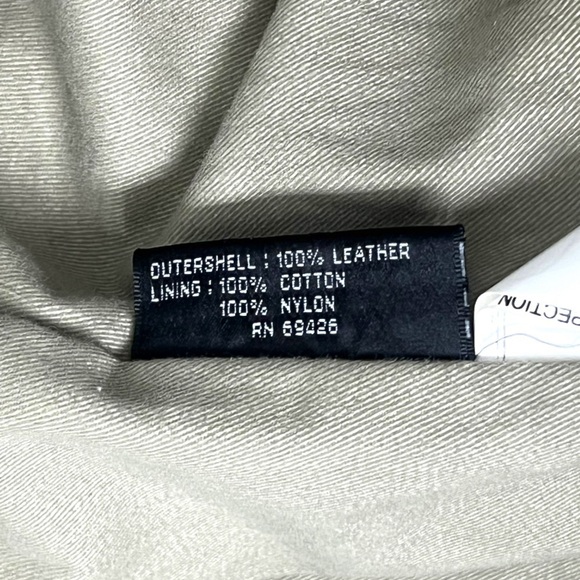 OUTERSHELL : 100% LEATHER
LINING : 100% COTTON
100% NYLON
RN 69426
PECTION